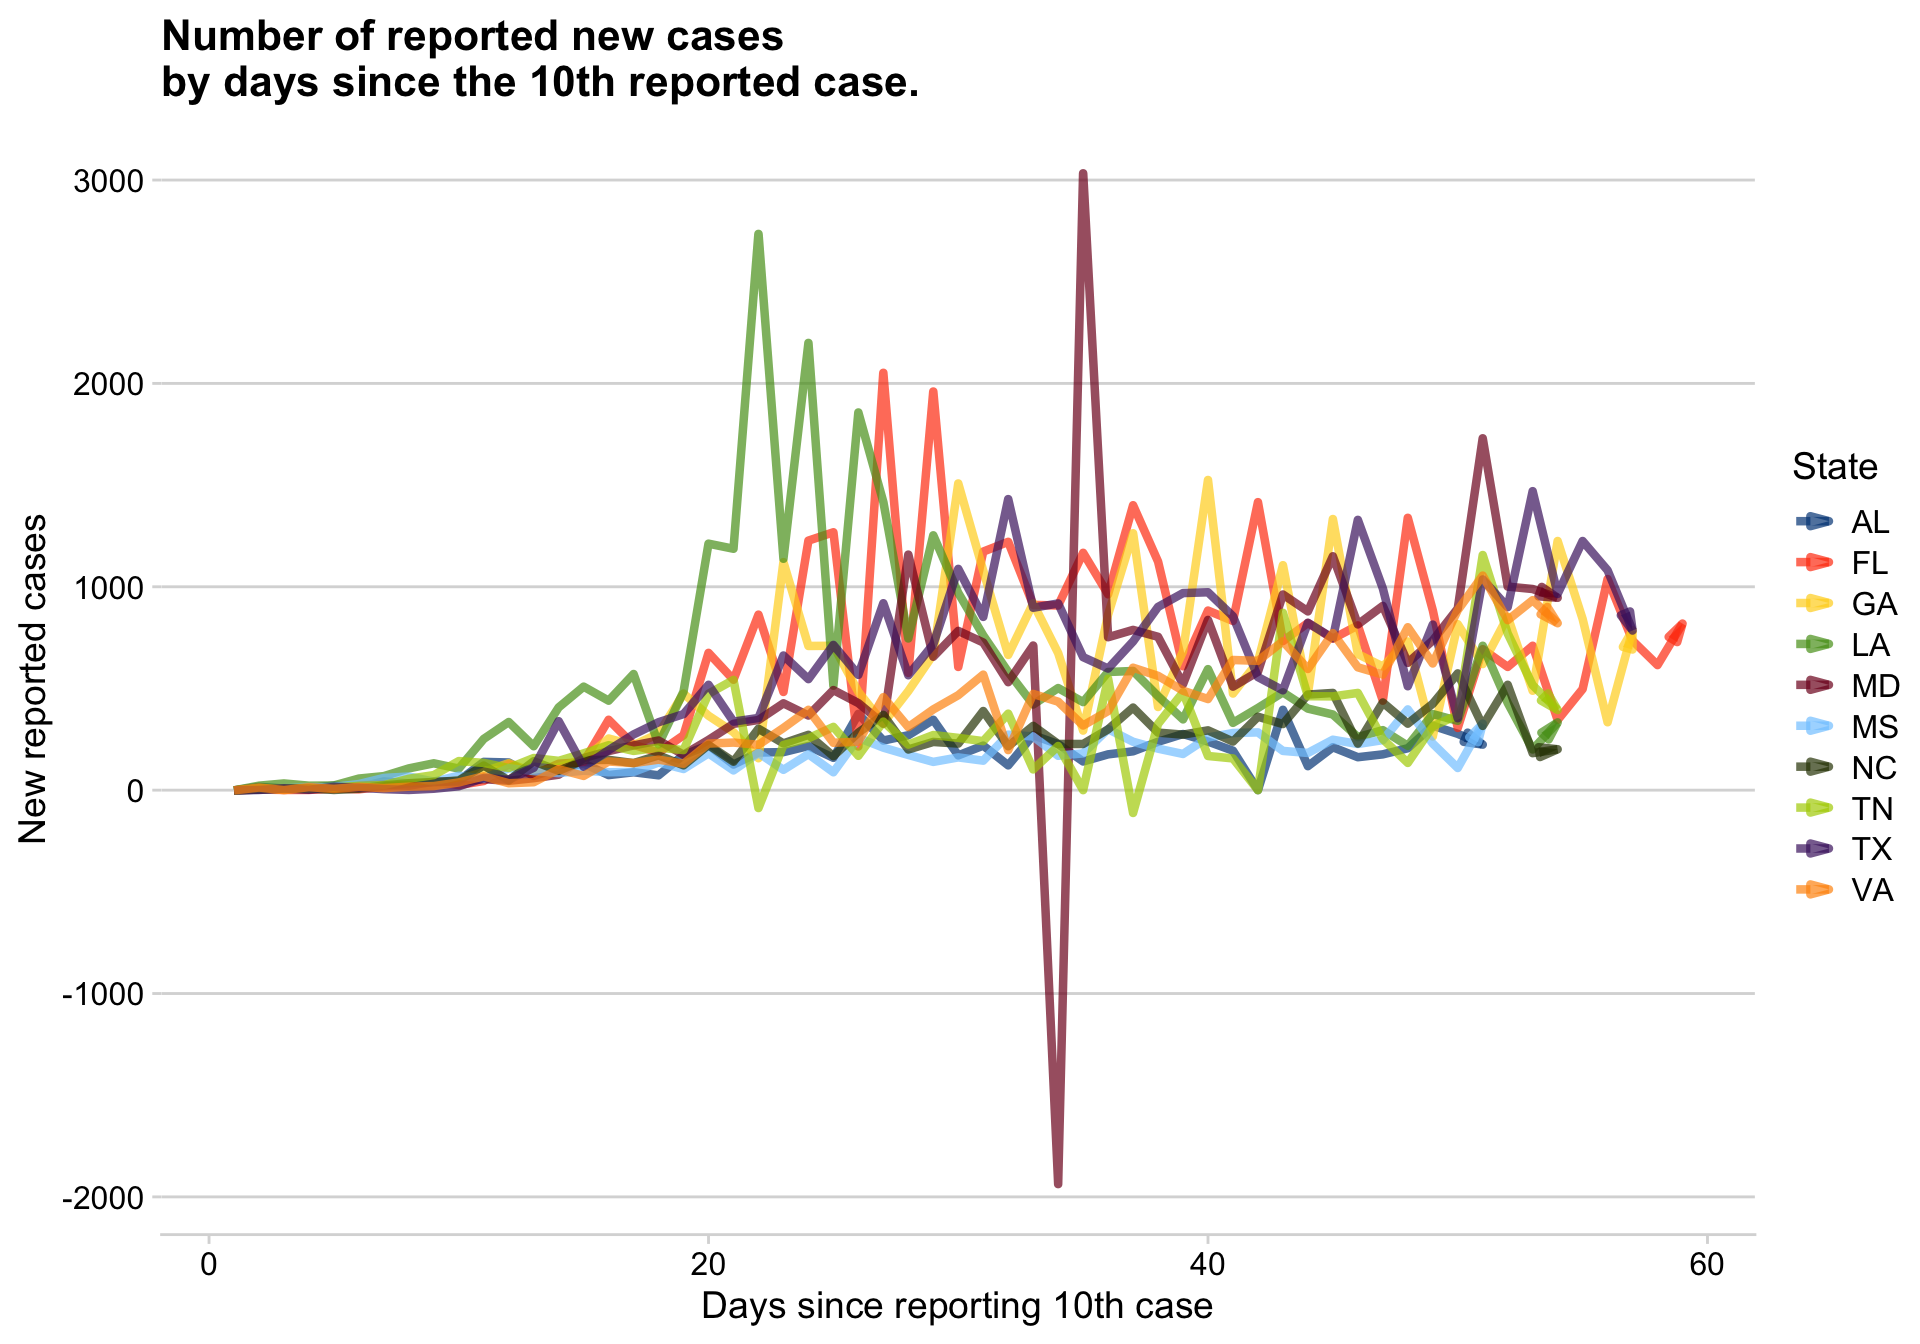 Number of reported new cases
by days since the 10th reported case.
3000
2000
1000
0
-1000
-2000
New reported cases
0
20
40
60
Days since reporting 10th case
State
AL
FL
GA
LA
MD
MS
NC
TN
TX
VA